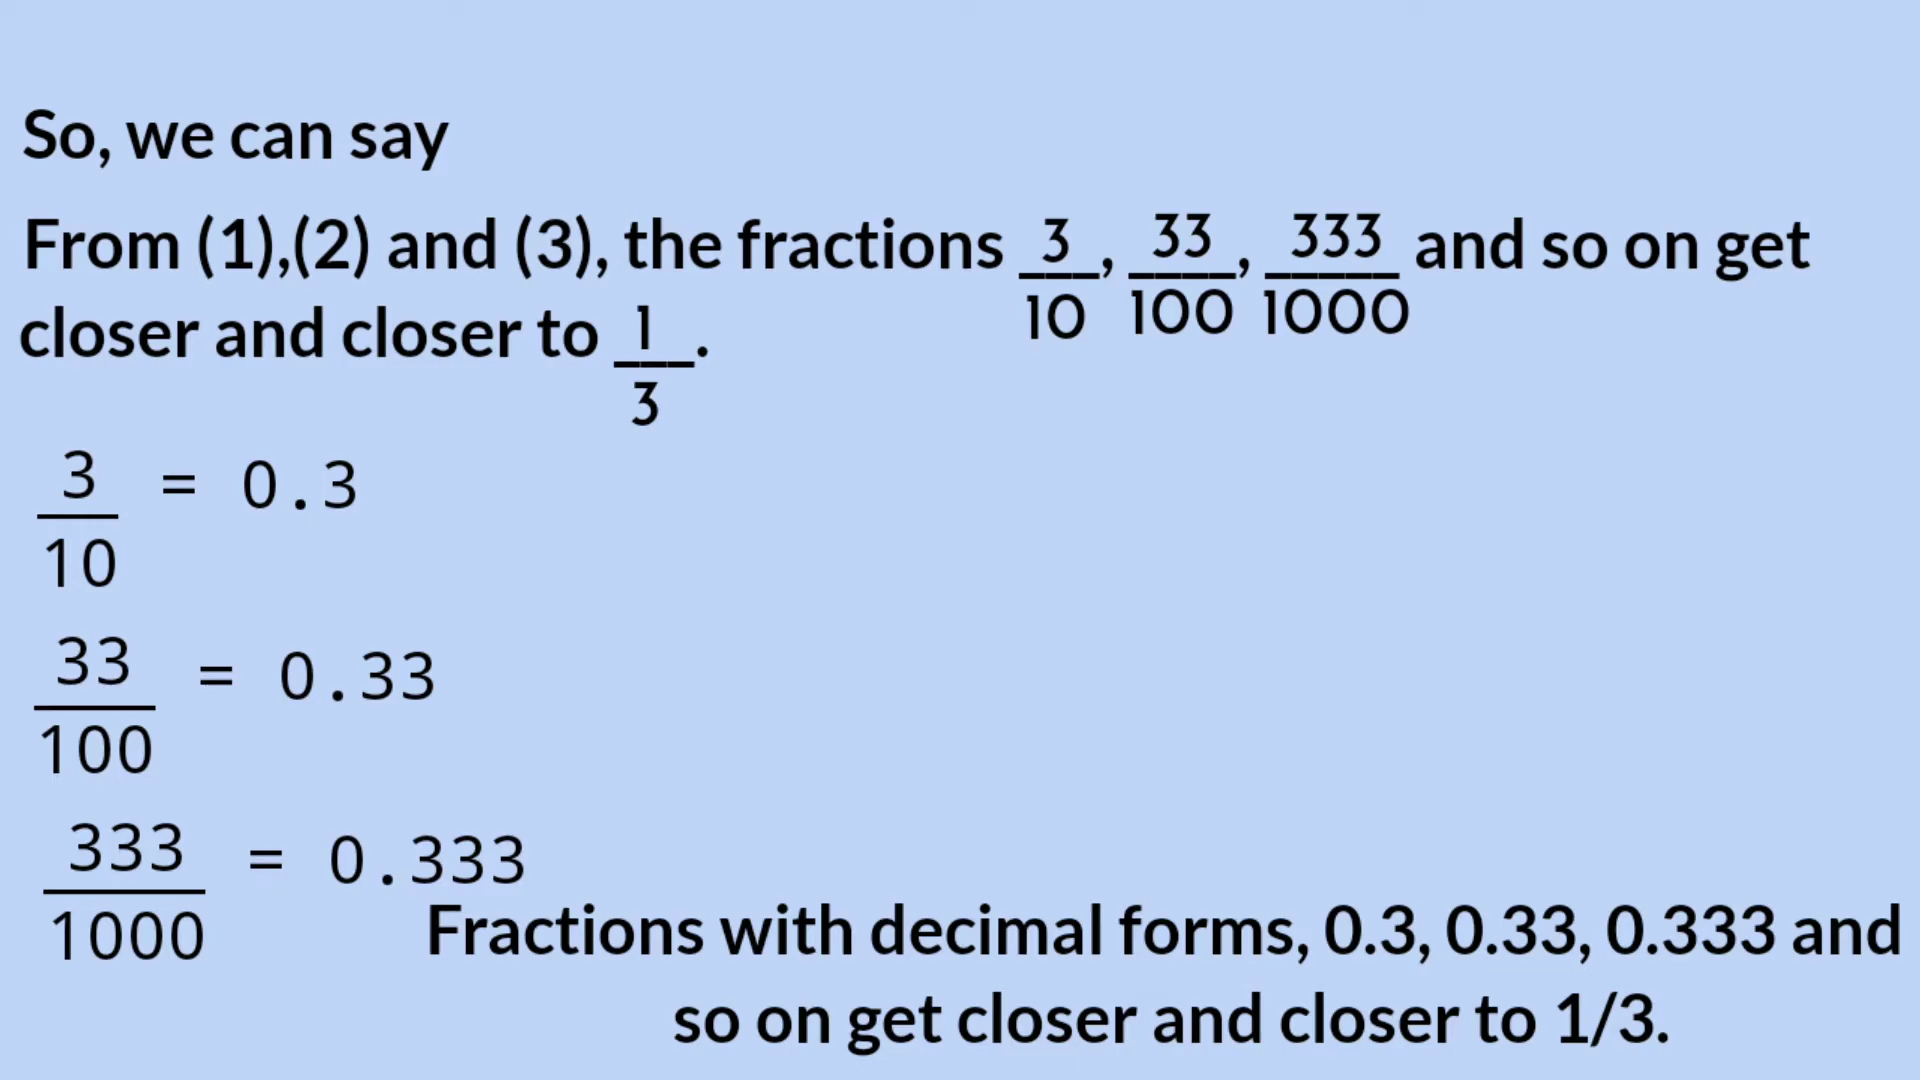 So, we can say
From (1),(2) and (3), the fractions 3/10, 33/100, 333/1000 and so on get
closer and closer to 1/3.
3/10 = 0.3
33/100 = 0.33
333/1000 = 0.333
Fractions with decimal forms, 0.3, 0.33, 0.333 and
so on get closer and closer to 1/3.